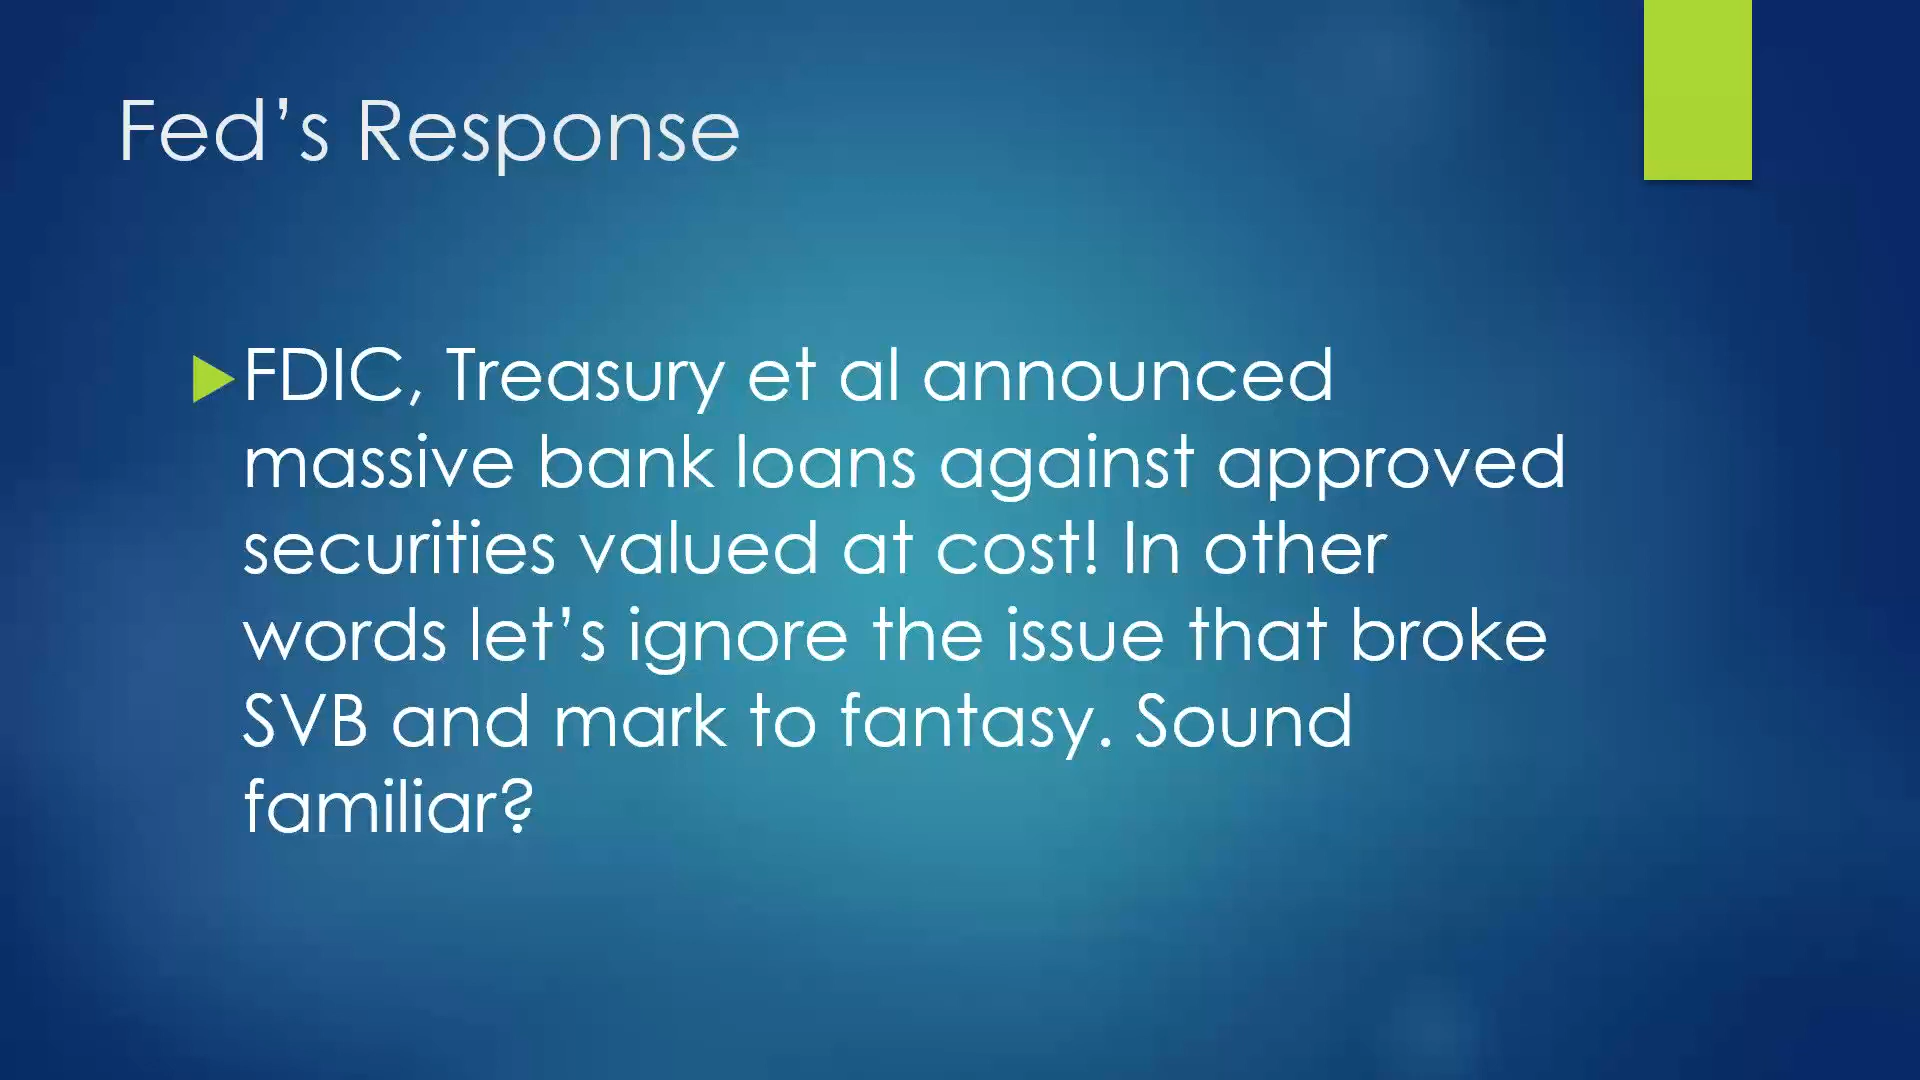 Fed’s Response
FDIC, Treasury et al announced
massive bank loans against approved
securities valued at cost! In other
words let’s ignore the issue that broke
SVB and mark to fantasy. Sound
familiar?